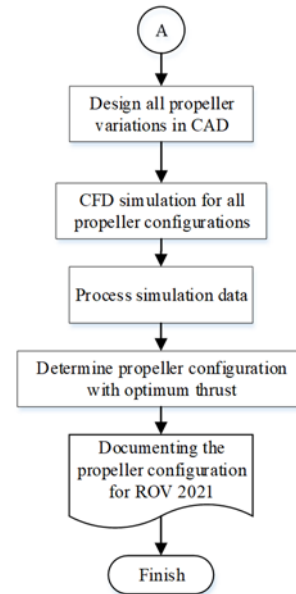 A
Design all propeller
variations in CAD
CFD simulation for all
propeller configurations
Process simulation data
Determine propeller configuration
with optimum thrust
Documenting the
propeller configuration
for ROV 2021
Finish